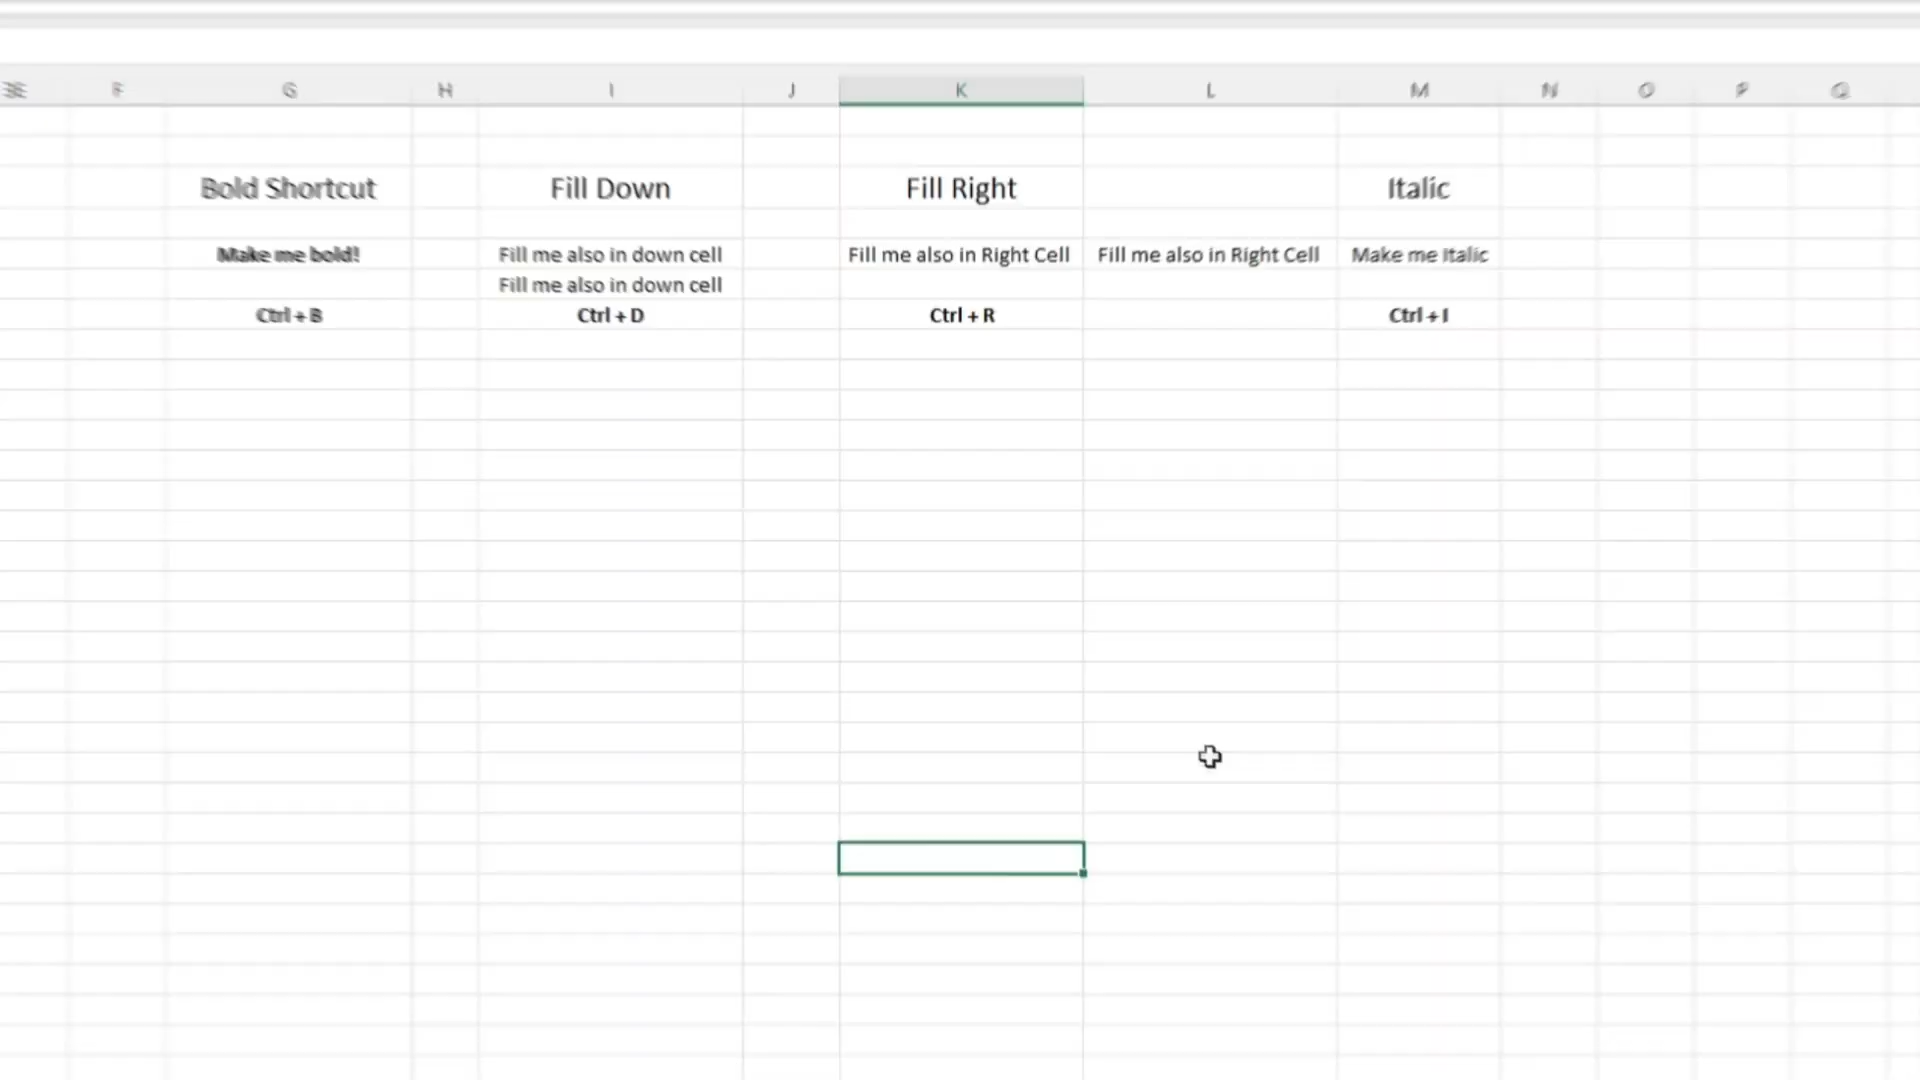 F G H I J K L M N O P Q
Bold Shortcut Fill Down Fill Right Italic
Make me bold! Fill me also in down cell Fill me also in Right Cell Fill me also in Right Cell Make me Italic
Fill me also in down cell
Ctrl + B Ctrl + D Ctrl + R Ctrl + I